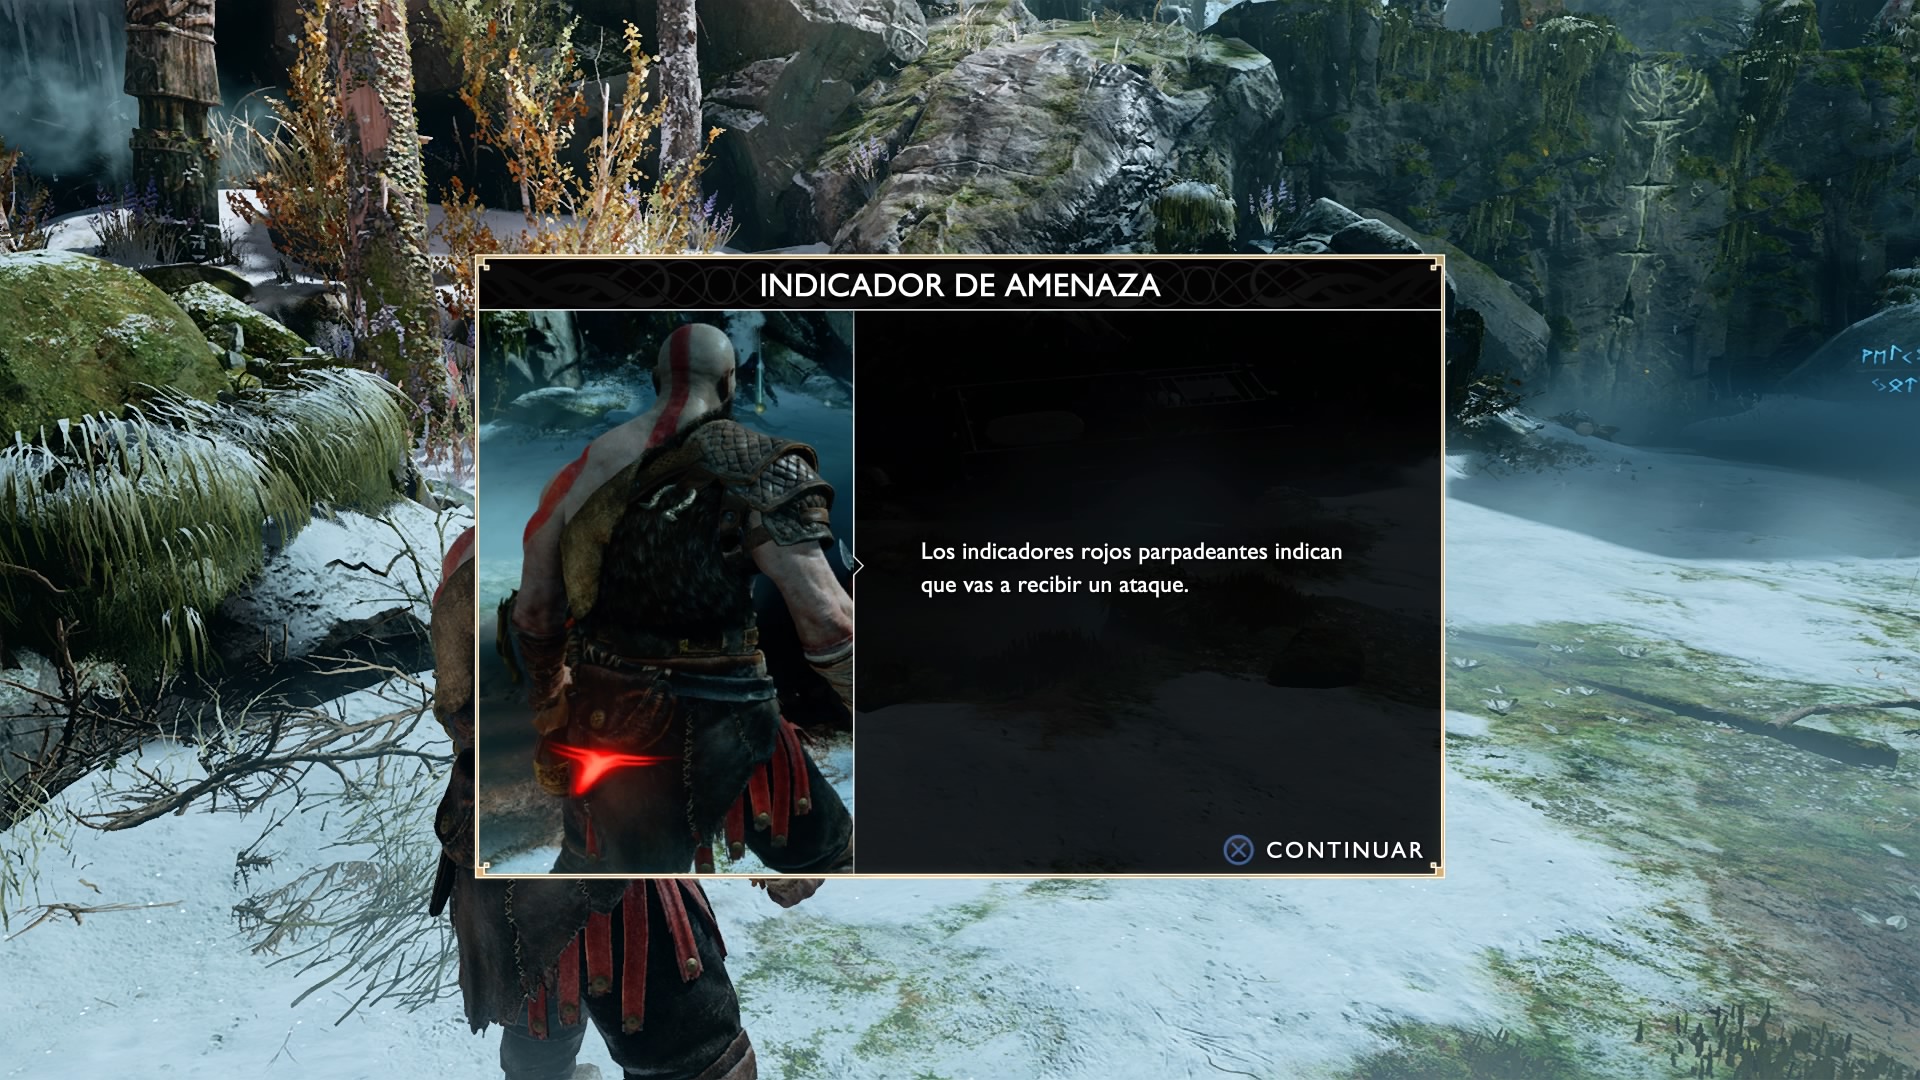 INDICADOR DE AMENAZA
Los indicadores rojos parpadeantes indican
que vas a recibir un ataque.
CONTINUAR